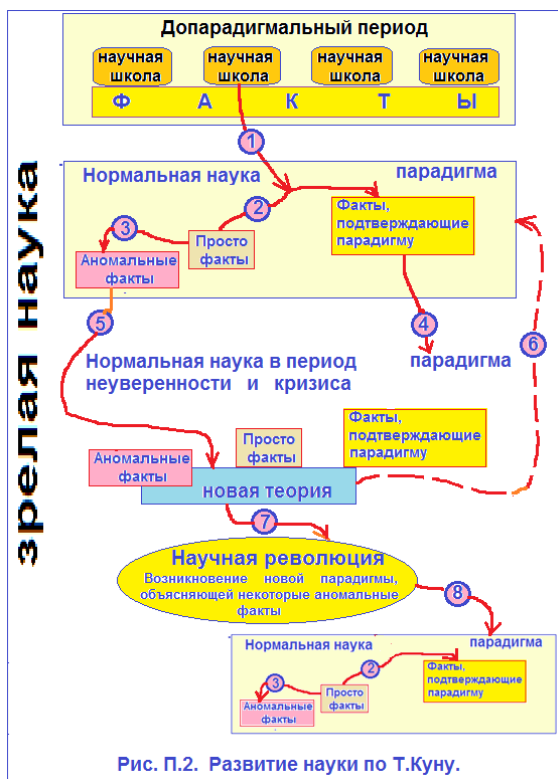 Допарадигмальный период
научная школа
научная школа
научная школа
научная школа
Ф А К Т Ы
1
Нормальная наука
парадигма
2
3
Факты,
подтверждающие
парадигму
Просто
факты
Аномальные
факты
5
4
6
Нормальная наука в период
неуверенности и кризиса
парадигма
Факты,
подтверждающие
парадигму
Просто
факты
Аномальные
факты
новая теория
7
Научная революция
Возникновение новой парадигмы,
объясняющей некоторые аномальные
факты
8
Нормальная наука
парадигма
2
3
Факты,
подтверждающие
парадигму
Просто
факты
Аномальные
факты
зрелая наука
Рис. П.2. Развитие науки по Т.Куну.